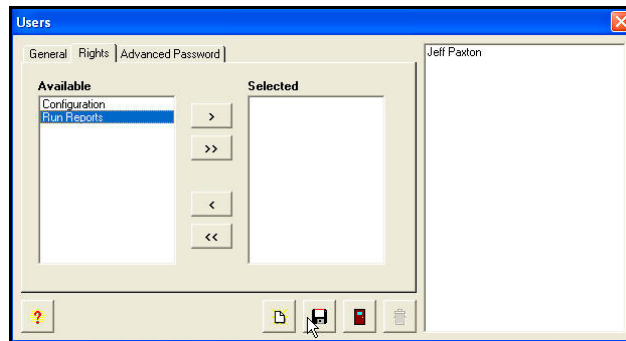 Users
General Rights Advanced Password
Jeff Paxton
Available Selected
Configuration
Run Reports
>
>>
<
<<
?